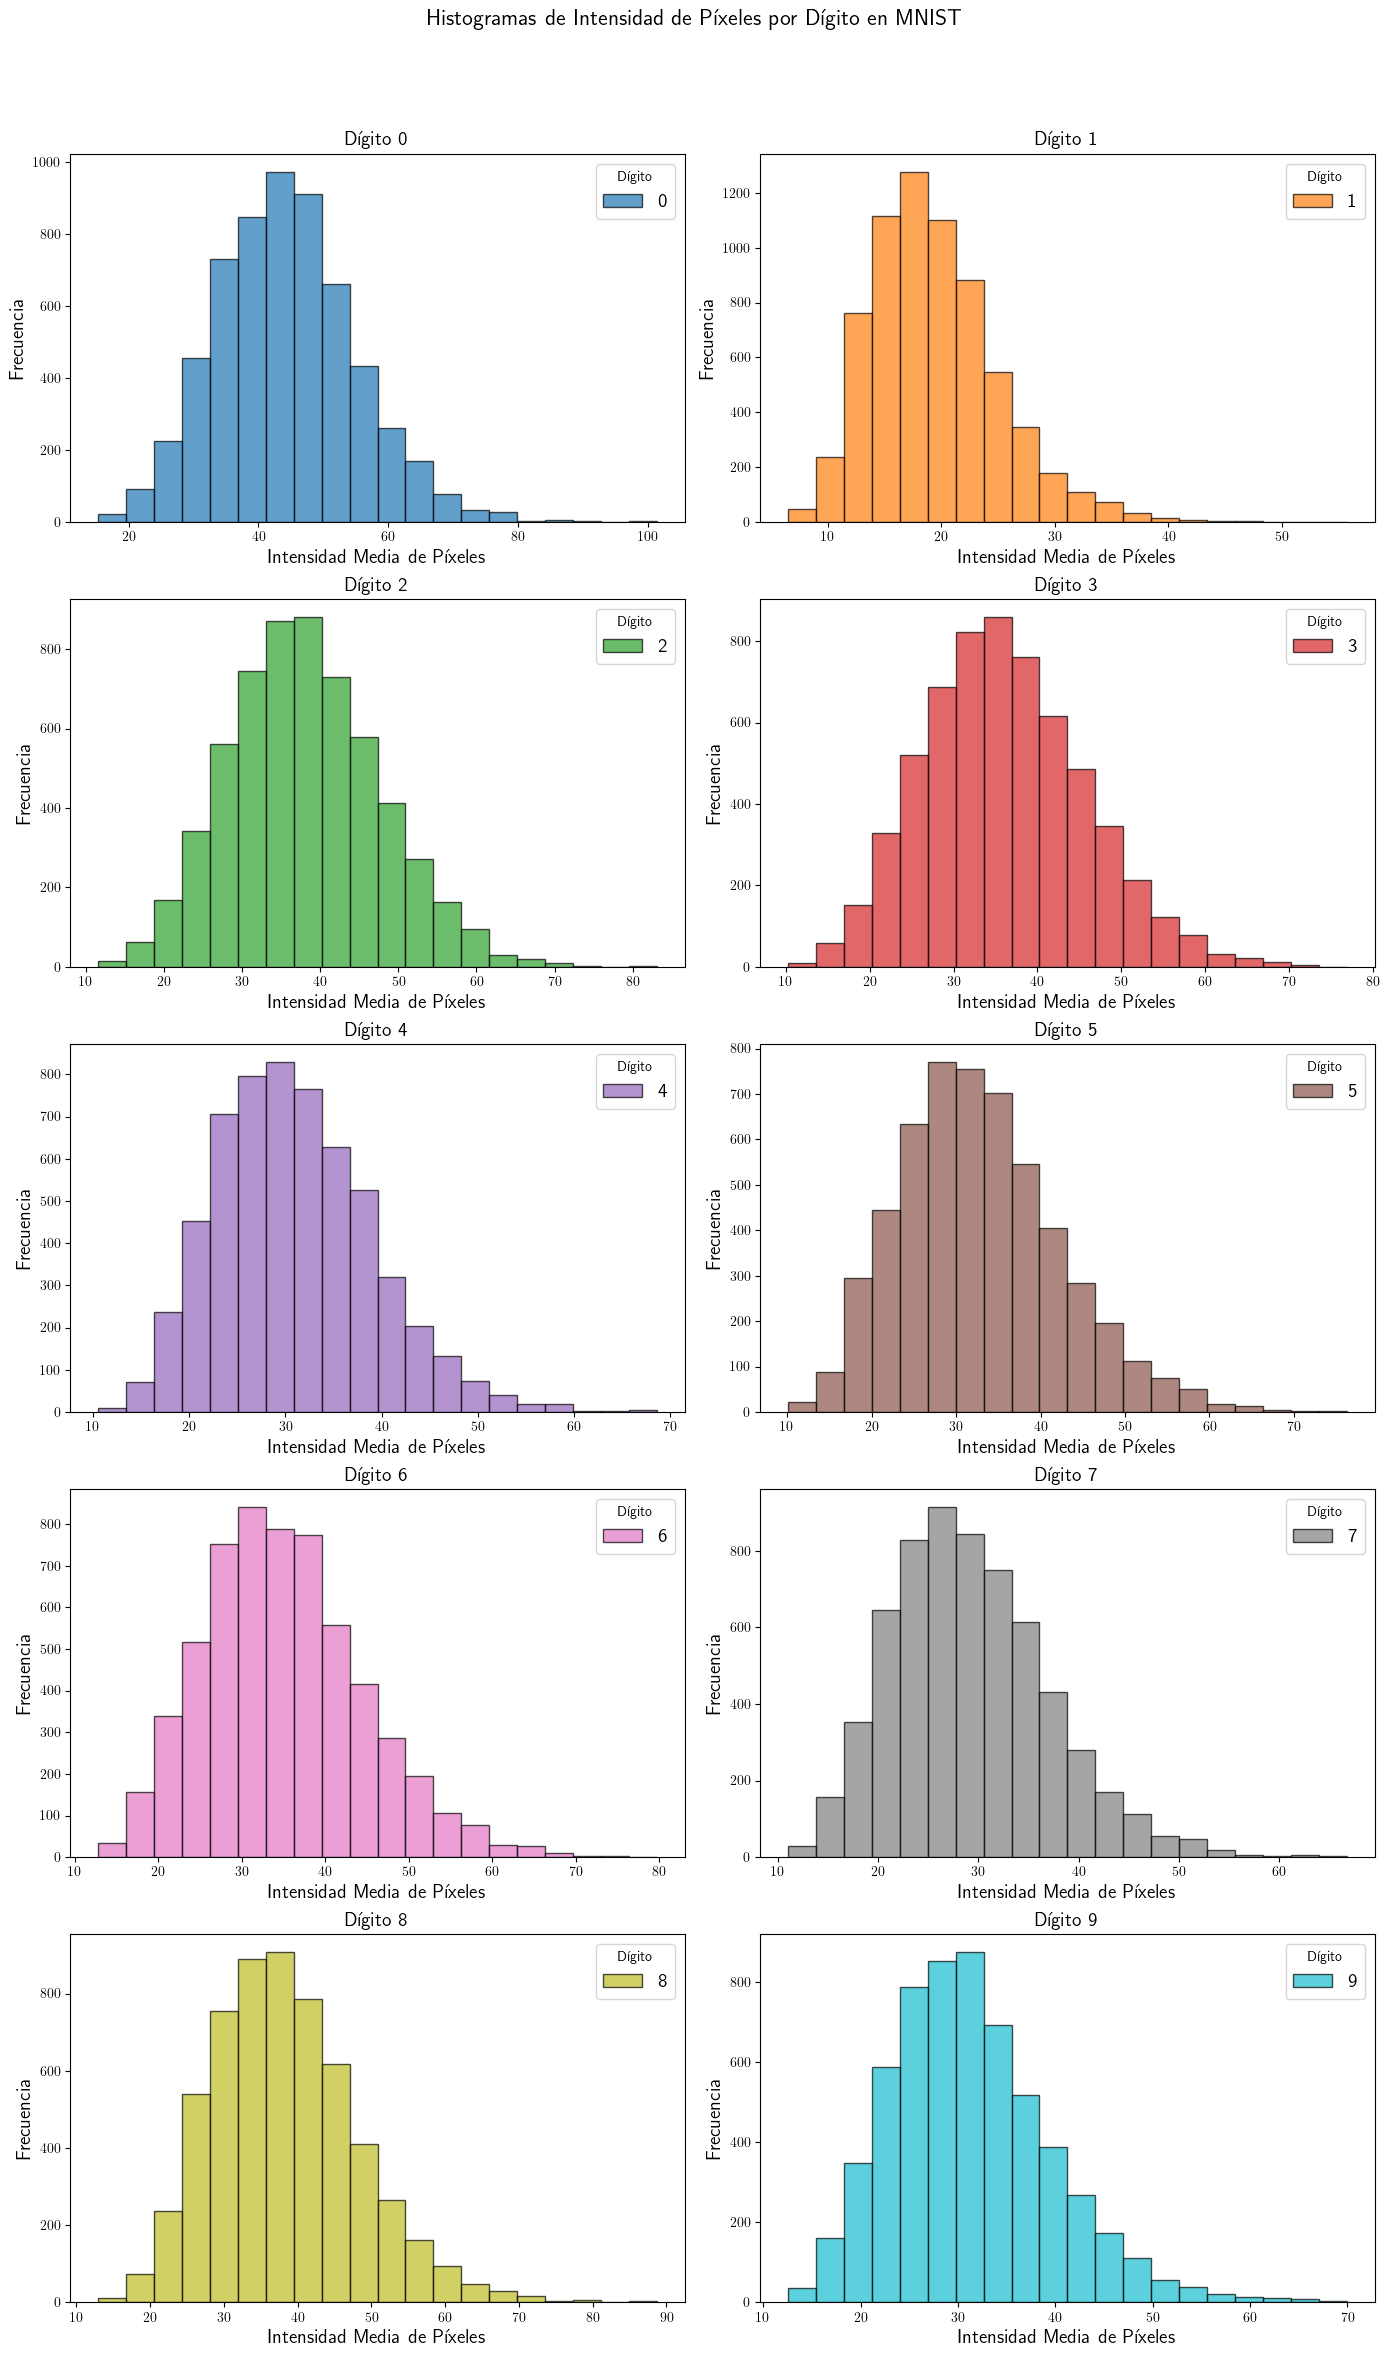 Histogramas de Intensidad de Píxeles por Dígito en MNIST
Dígito 0
Frecuencia
1000
800
600
400
200
0
Dígito
0
20 40 60 80 100
Intensidad Media de Píxeles
Dígito 1
Frecuencia
1200
1000
800
600
400
200
0
Dígito
1
10 20 30 40 50
Intensidad Media de Píxeles
Dígito 2
Frecuencia
800
600
400
200
0
Dígito
2
10 20 30 40 50 60 70 80
Intensidad Media de Píxeles
Dígito 3
Frecuencia
800
600
400
200
0
Dígito
3
10 20 30 40 50 60 70 80
Intensidad Media de Píxeles
Dígito 4
Frecuencia
800
700
600
500
400
300
200
100
0
Dígito
4
10 20 30 40 50 60 70
Intensidad Media de Píxeles
Dígito 5
Frecuencia
800
700
600
500
400
300
200
100
0
Dígito
5
10 20 30 40 50 60 70
Intensidad Media de Píxeles
Dígito 6
Frecuencia
800
700
600
500
400
300
200
100
0
Dígito
6
10 20 30 40 50 60 70 80
Intensidad Media de Píxeles
Dígito 7
Frecuencia
800
600
400
200
0
Dígito
7
10 20 30 40 50 60
Intensidad Media de Píxeles
Dígito 8
Frecuencia
800
600
400
200
0
Dígito
8
10 20 30 40 50 60 70 80 90
Intensidad Media de Píxeles
Dígito 9
Frecuencia
800
600
400
200
0
Dígito
9
10 20 30 40 50 60 70
Intensidad Media de Píxeles